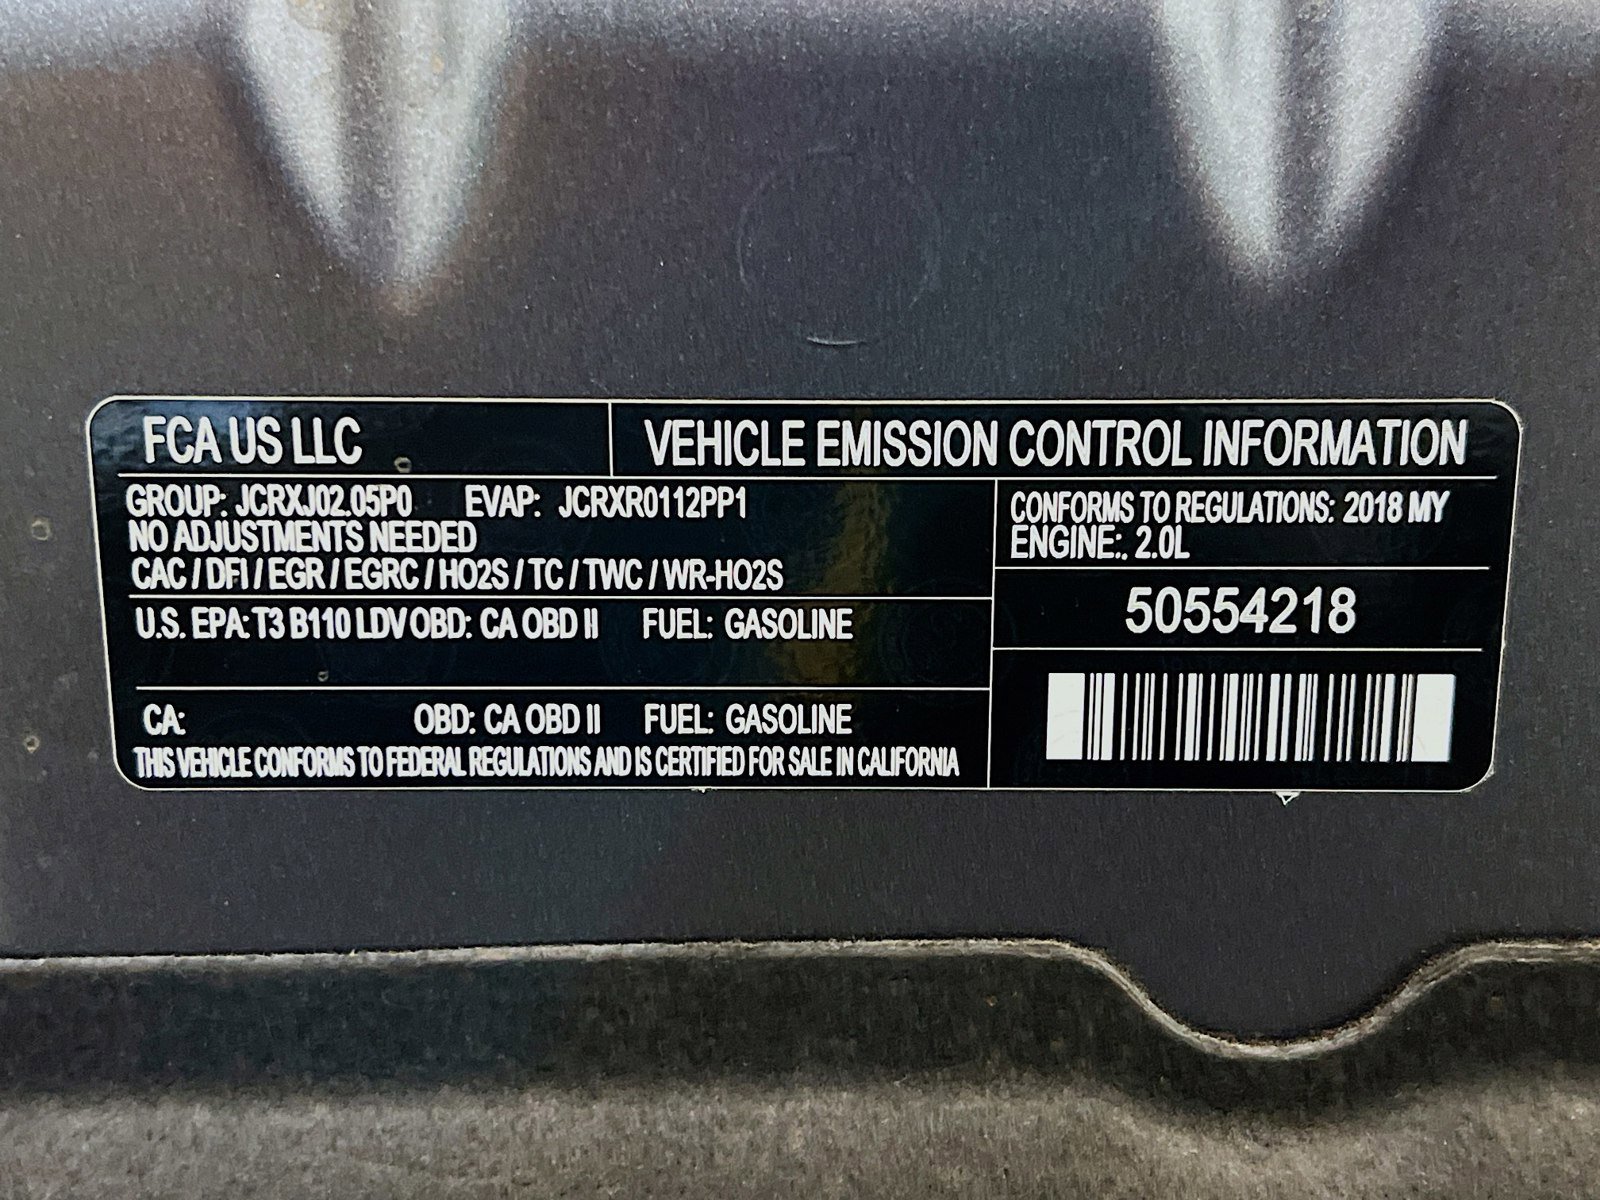 FCA US LLC
VEHICLE EMISSION CONTROL INFORMATION
GROUP: JCRXJ02.05P0 EVAP: JCRXR0112PP1
NO ADJUSTMENTS NEEDED
CAC / DFI / EGR / EGRC / HO2S / TC / TWC / WR-HO2S
U.S. EPA: T3 B110 LDV OBD: CA OBD II FUEL: GASOLINE
CA: OBD: CA OBD II FUEL: GASOLINE
THIS VEHICLE CONFORMS TO FEDERAL REGULATIONS AND IS CERTIFIED FOR SALE IN CALIFORNIA
CONFORMS TO REGULATIONS: 2018 MY
ENGINE:. 2.0L
50554218